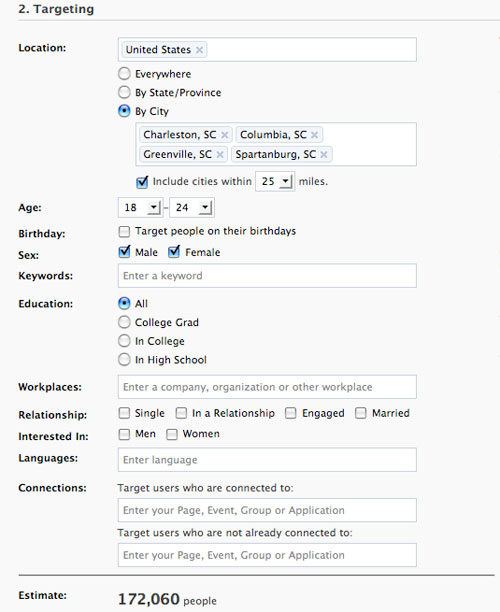 2. Targeting
Location: United States ×
Everywhere
By State/Province
By City
Charleston, SC × Columbia, SC ×
Greenville, SC × Spartanburg, SC ×
Include cities within 25 miles.
Age: 18 – 24
Birthday: Target people on their birthdays
Sex: Male Female
Keywords: Enter a keyword
Education: All
College Grad
In College
In High School
Workplaces: Enter a company, organization or other workplace
Relationship: Single In a Relationship Engaged Married
Interested In: Men Women
Languages: Enter language
Connections: Target users who are connected to:
Enter your Page, Event, Group or Application
Target users who are not already connected to:
Enter your Page, Event, Group or Application
Estimate: 172,060 people